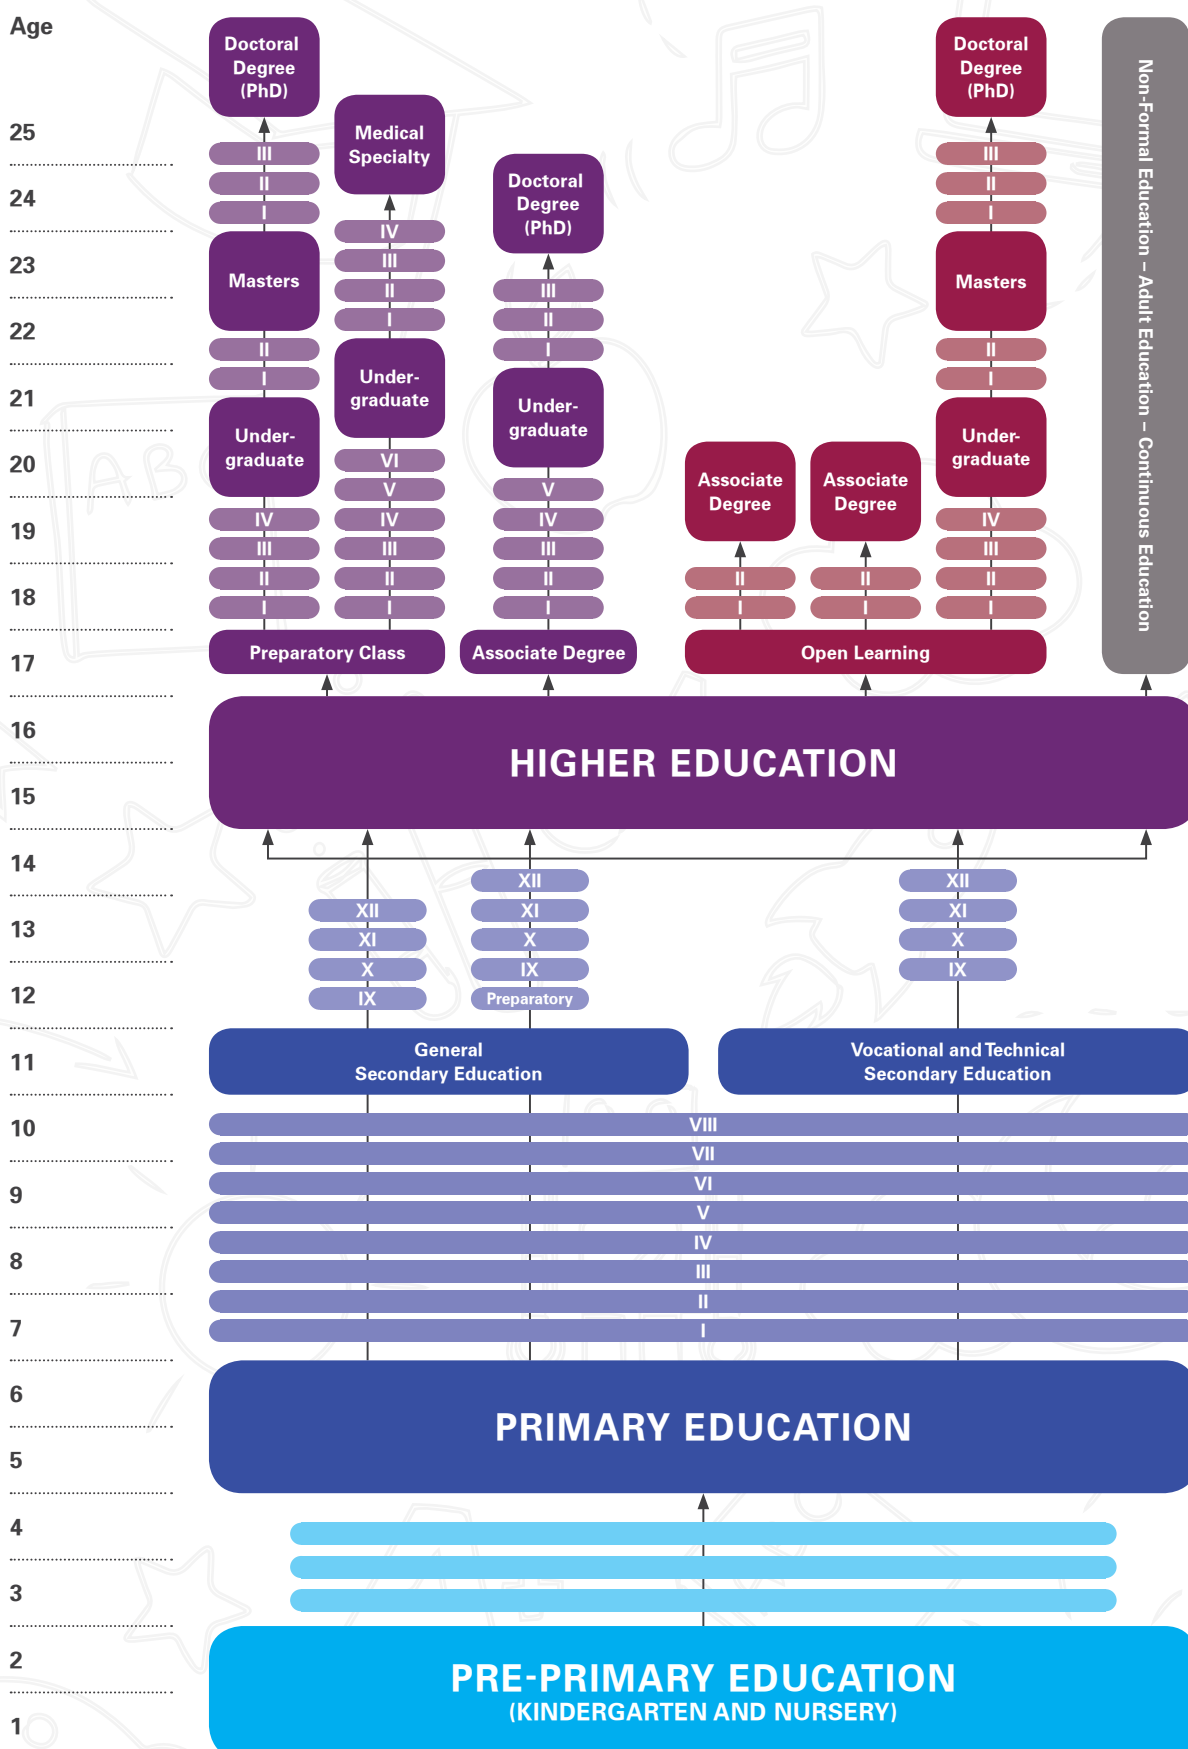 Age
Doctoral
Degree
(PhD)
Doctoral
Degree
(PhD)
Non-Formal Education – Adult Education – Continuous Education
25
Medical
Specialty
III
III
Doctoral
Degree
(PhD)
24
II
II
I
I
IV
23
Masters
III
Masters
II
III
22
I
II
II
I
II
21
I
Under-
graduate
I
Under-
graduate
20
Under-
graduate
Under-
graduate
VI
Associate
Degree
Associate
Degree
V
V
19
IV
IV
IV
IV
III
III
III
III
18
II
II
II
II
II
II
I
I
I
I
I
I
17
Preparatory Class
Associate Degree
Open Learning
16
HIGHER EDUCATION
15
14
XII
XII
13
XII
XI
XI
XI
X
X
12
X
IX
IX
IX
Preparatory
11
General
Secondary Education
Vocational and Technical
Secondary Education
10
VIII
VII
9
VI
V
8
IV
III
7
II
I
6
PRIMARY EDUCATION
5
4
3
2
PRE-PRIMARY EDUCATION
(KINDERGARTEN AND NURSERY)
1
ABC